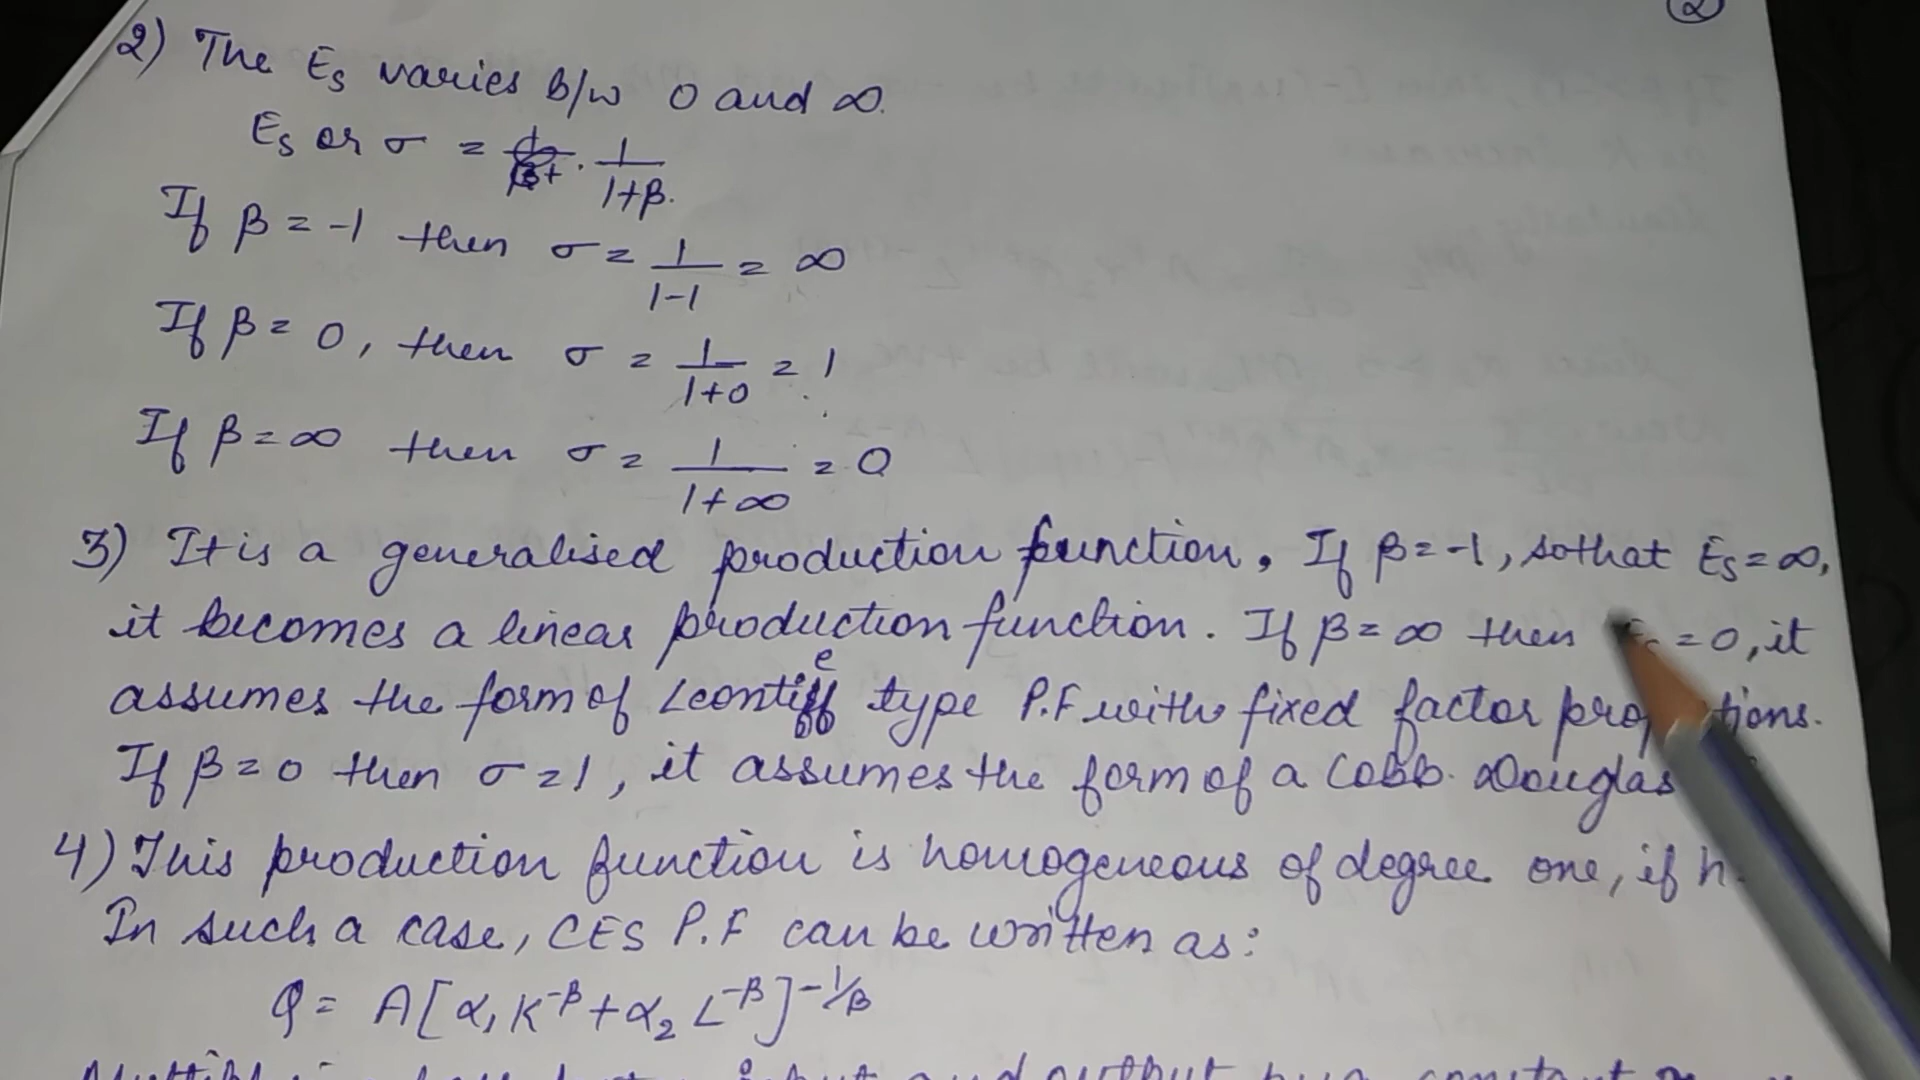 2
2) The Es varies b/w 0 and ∞.
Es or σ = 1/1+β.
If β = -1 then σ = 1/1-1 = ∞
If β = 0, then σ = 1/1+0 = 1
If β = ∞ then σ = 1/1+∞ = 0
3) It is a generalised production function. If β = -1, so that Es = ∞,
it becomes a linear production function. If β = ∞ then = 0, it
assumes the form of Leontieff type P.F with fixed factor
If β = 0 then σ = 1, it assumes the form of a Cobb Douglas
4) This production function is homogeneous of degree one, if
In such a case, CES P.F can be written as:
Q = A[α₁ K^-β + α₂ L^-β]^-1/β